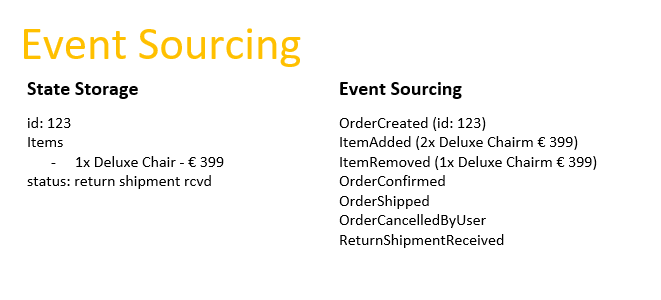 Event Sourcing
State Storage
id: 123
Items
- 1x Deluxe Chair - € 399
status: return shipment rcvd
Event Sourcing
OrderCreated (id: 123)
ItemAdded (2x Deluxe Chairm € 399)
ItemRemoved (1x Deluxe Chairm € 399)
OrderConfirmed
OrderShipped
OrderCancelledByUser
ReturnShipmentReceived